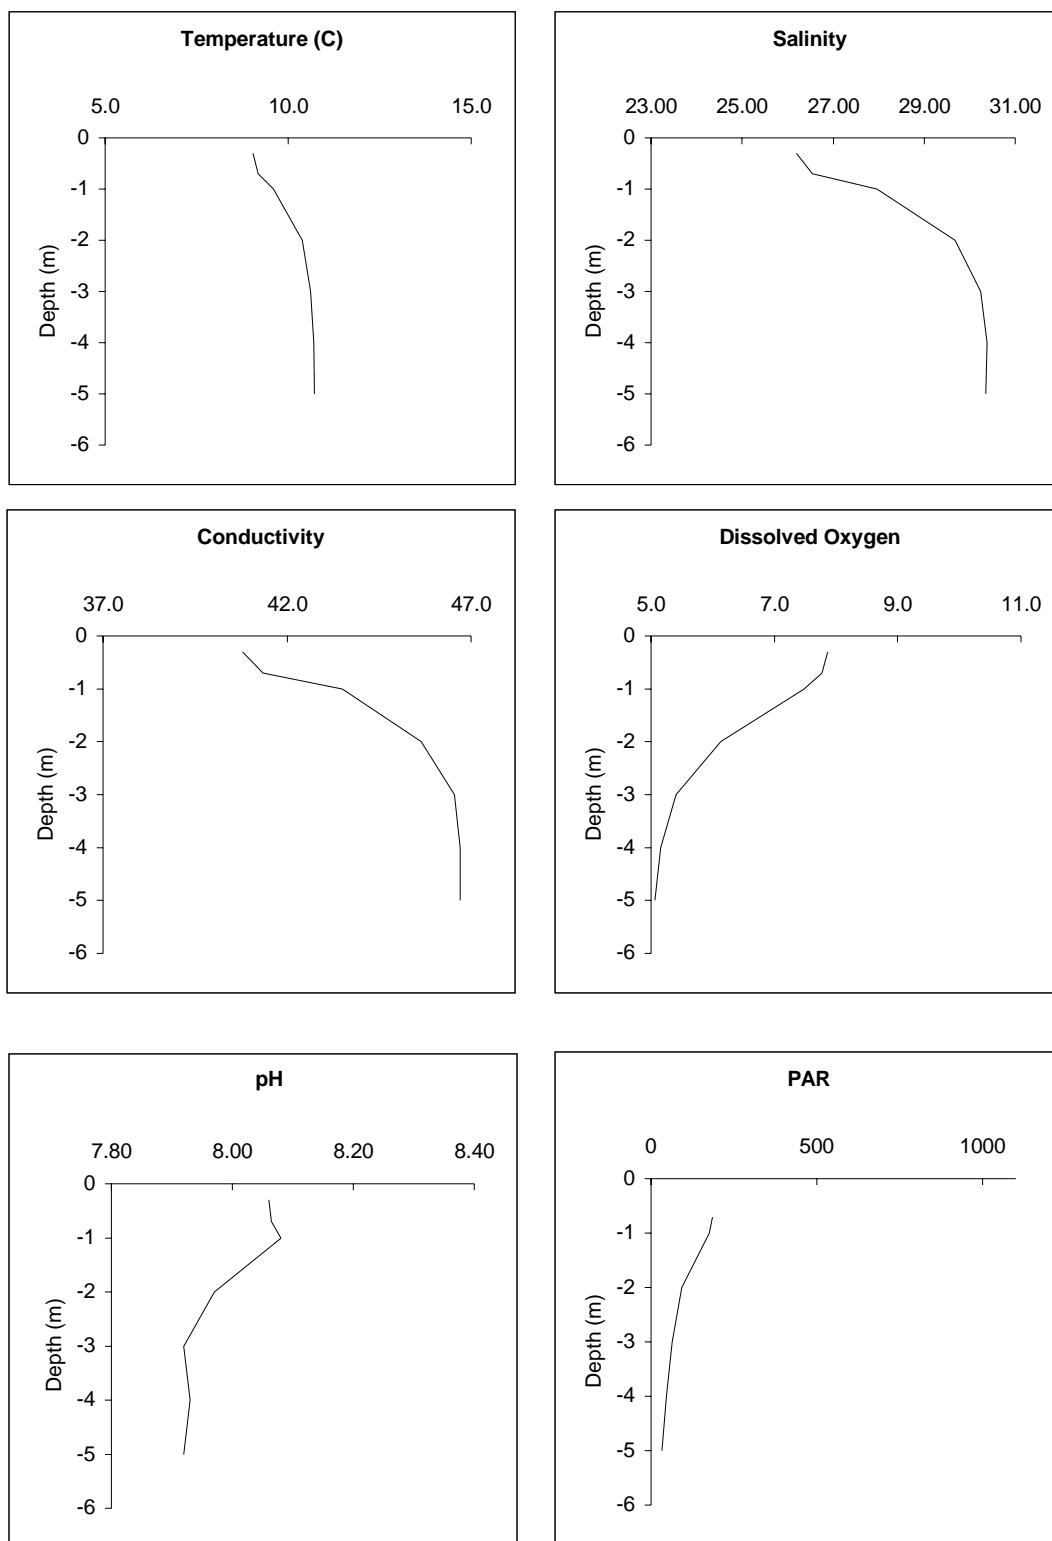 Temperature (C)
5.0 10.0 15.0
0
-1
-2
-3
-4
-5
-6
Depth (m)
Salinity
23.00 25.00 27.00 29.00 31.00
0
-1
-2
-3
-4
-5
-6
Depth (m)
Conductivity
37.0 42.0 47.0
0
-1
-2
-3
-4
-5
-6
Depth (m)
Dissolved Oxygen
5.0 7.0 9.0 11.0
0
-1
-2
-3
-4
-5
-6
Depth (m)
pH
7.80 8.00 8.20 8.40
0
-1
-2
-3
-4
-5
-6
Depth (m)
PAR
0 500 1000
0
-1
-2
-3
-4
-5
-6
Depth (m)